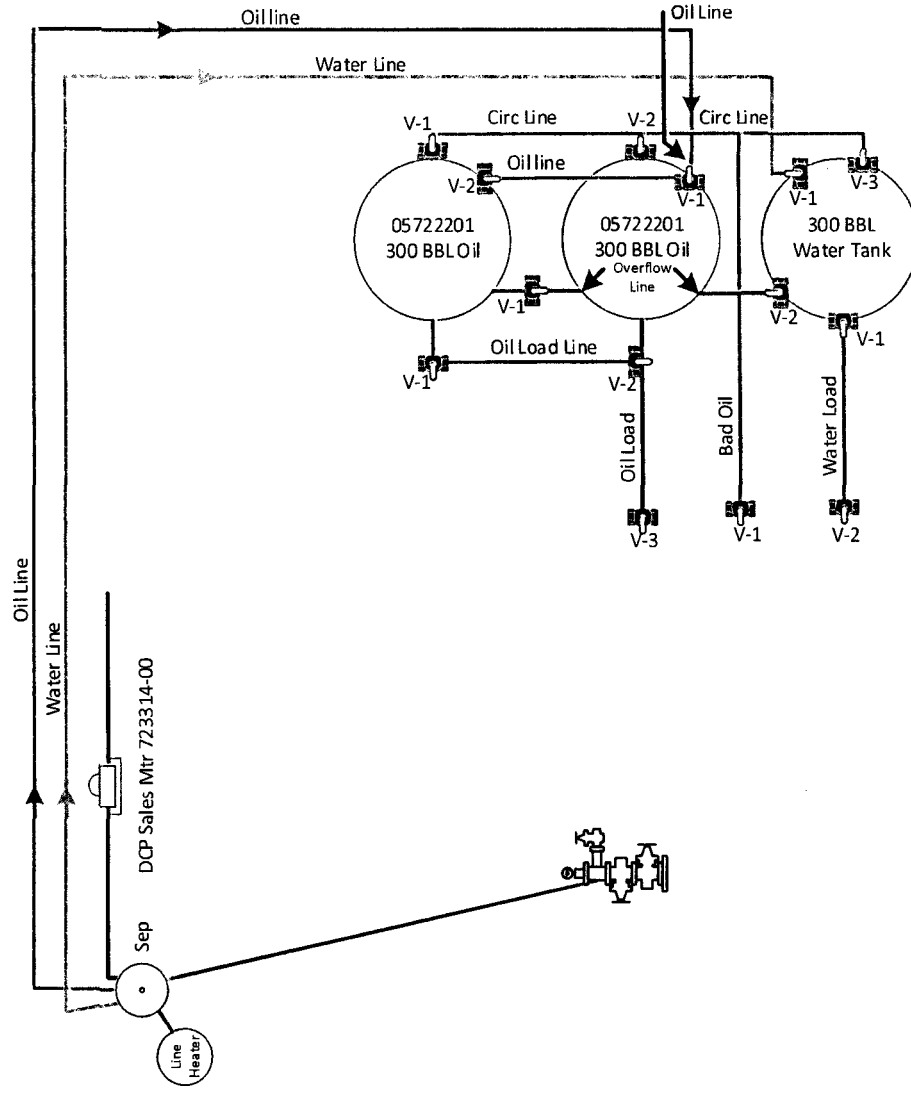 Oil line
Oil Line
Water Line
V-1
Circ Line
V-2
Circ Line
V-2
Oil line
V-1
V-1
V-3
05722201
300 BBL Oil
05722201
300 BBL Oil
300 BBL
Water Tank
Overflow
Line
V-1
V-2
V-1
Oil Load Line
V-1
V-2
Oil Load
Bad Oil
Water Load
V-3
V-1
V-2
Oil Line
Water Line
DCP Sales Mtr 723314-00
Sep
Line
Heater